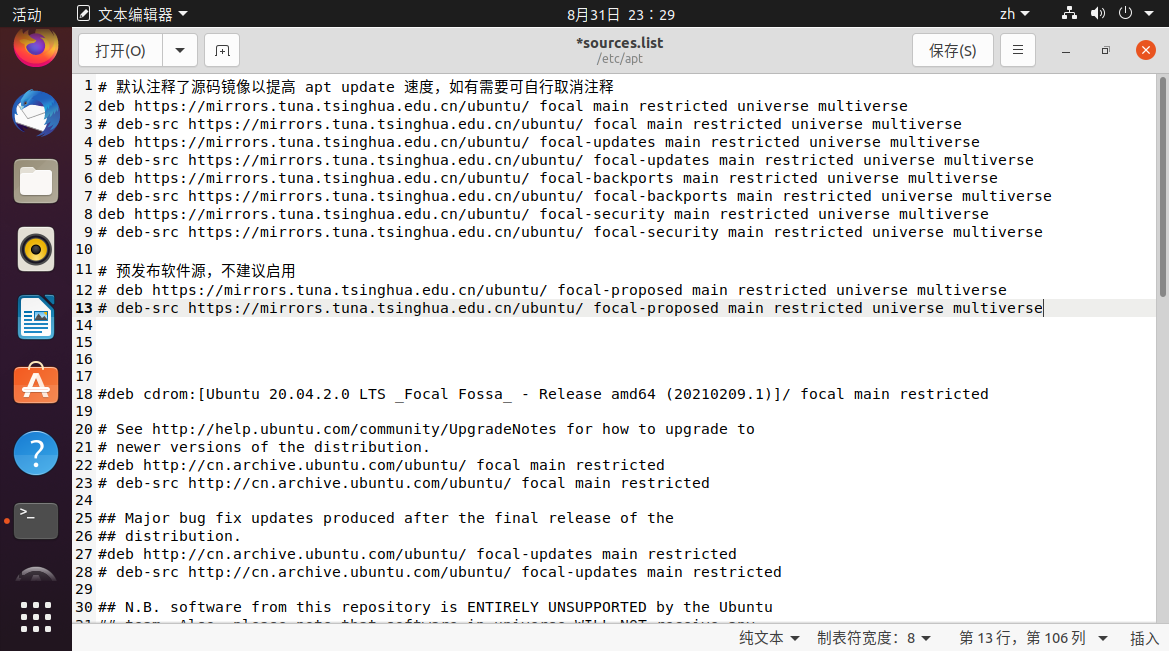 活动
文本编辑器
8月31日 23：29
zh
打开(O)
*sources.list
/etc/apt
保存(S)
1 # 默认注释了源码镜像以提高 apt update 速度，如有需要可自行取消注释
2 deb https://mirrors.tuna.tsinghua.edu.cn/ubuntu/ focal main restricted universe multiverse
3 # deb-src https://mirrors.tuna.tsinghua.edu.cn/ubuntu/ focal main restricted universe multiverse
4 deb https://mirrors.tuna.tsinghua.edu.cn/ubuntu/ focal-updates main restricted universe multiverse
5 # deb-src https://mirrors.tuna.tsinghua.edu.cn/ubuntu/ focal-updates main restricted universe multiverse
6 deb https://mirrors.tuna.tsinghua.edu.cn/ubuntu/ focal-backports main restricted universe multiverse
7 # deb-src https://mirrors.tuna.tsinghua.edu.cn/ubuntu/ focal-backports main restricted universe multiverse
8 deb https://mirrors.tuna.tsinghua.edu.cn/ubuntu/ focal-security main restricted universe multiverse
9 # deb-src https://mirrors.tuna.tsinghua.edu.cn/ubuntu/ focal-security main restricted universe multiverse
10
11 # 预发布软件源，不建议启用
12 # deb https://mirrors.tuna.tsinghua.edu.cn/ubuntu/ focal-proposed main restricted universe multiverse
13 # deb-src https://mirrors.tuna.tsinghua.edu.cn/ubuntu/ focal-proposed main restricted universe multiverse
14
15
16
17
18 #deb cdrom:[Ubuntu 20.04.2.0 LTS _Focal Fossa_ - Release amd64 (20210209.1)]/ focal main restricted
19
20 # See http://help.ubuntu.com/community/UpgradeNotes for how to upgrade to
21 # newer versions of the distribution.
22 #deb http://cn.archive.ubuntu.com/ubuntu/ focal main restricted
23 # deb-src http://cn.archive.ubuntu.com/ubuntu/ focal main restricted
24
25 ## Major bug fix updates produced after the final release of the
26 ## distribution.
27 #deb http://cn.archive.ubuntu.com/ubuntu/ focal-updates main restricted
28 # deb-src http://cn.archive.ubuntu.com/ubuntu/ focal-updates main restricted
29
30 ## N.B. software from this repository is ENTIRELY UNSUPPORTED by the Ubuntu
31 ## team. Also, please note that software in universe WILL NOT receive any
纯文本 制表符宽度：8 第 13 行，第 106 列 插入